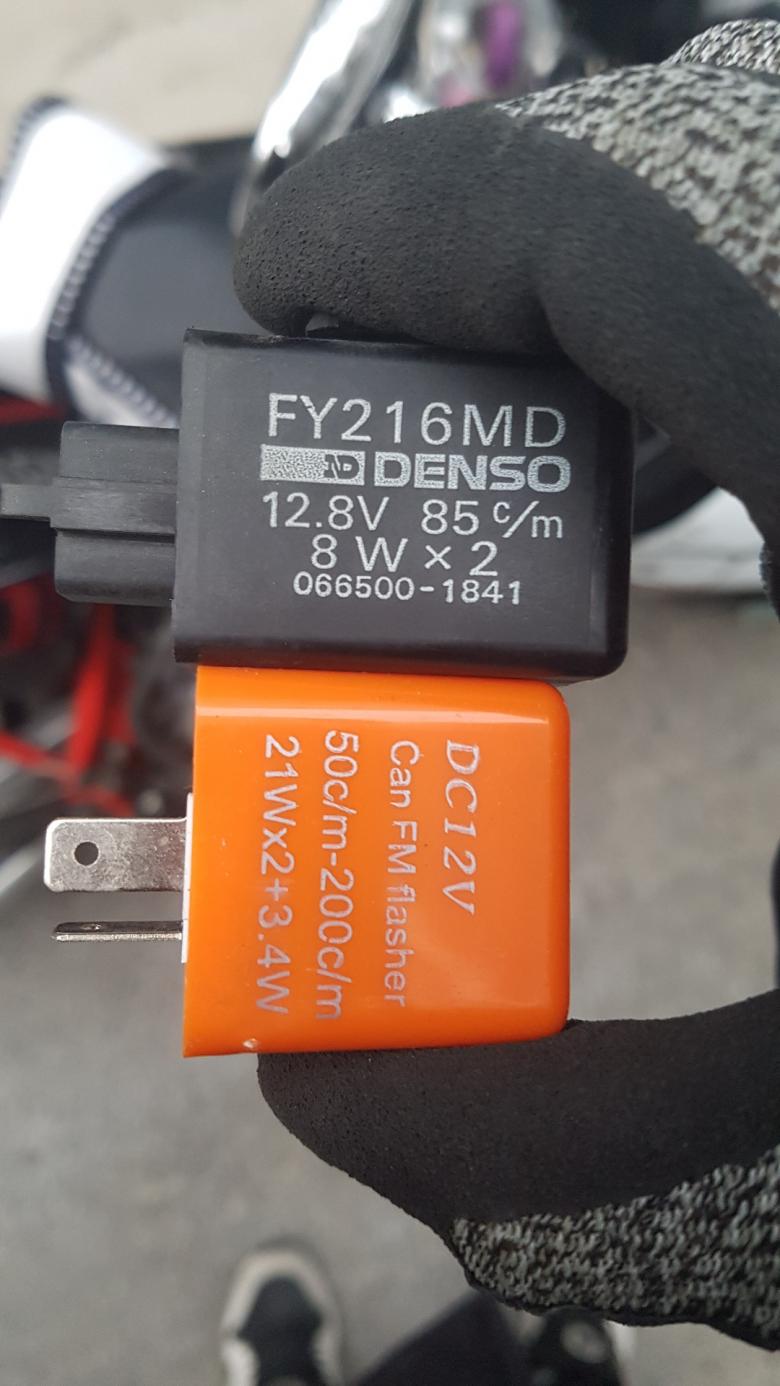 FY216MD
DENSO
12.8V 85 c/m
8 W × 2
066500-1841
DC12V
Can FM flasher
50c/m-200c/m
21Wx2+3.4W